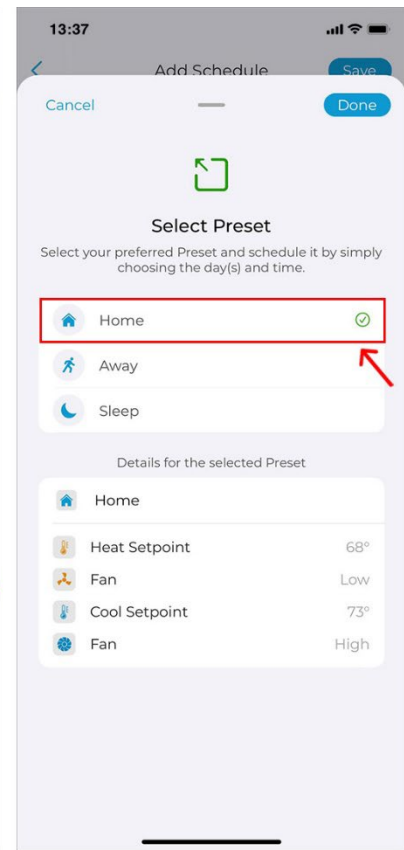 13:37
Add Schedule
Save
Cancel
Done
Select Preset
Select your preferred Preset and schedule it by simply
choosing the day(s) and time.
Home
Away
Sleep
Details for the selected Preset
Home
Heat Setpoint 68°
Fan Low
Cool Setpoint 73°
Fan High